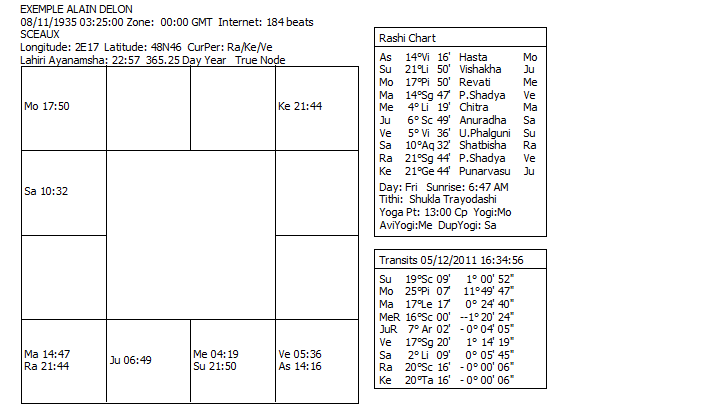 EXEMPLE ALAIN DELON
08/11/1935 03:25:00 Zone: 00:00 GMT Internet: 184 beats
SCEAUX
Longitude: 2E17 Latitude: 48N46 CurPer: Ra/Ke/Ve
Lahiri Ayanamsha: 22:57 365.25 Day Year True Node
Mo 17:50
Ke 21:44
Sa 10:32
Ma 14:47
Ra 21:44
Ju 06:49
Me 04:19
Su 21:50
Ve 05:36
As 14:16
Rashi Chart
As 14°Vi 16' Hasta Mo
Su 21°Li 50' Vishakha Ju
Mo 17°Pi 50' Revati Me
Ma 14°Sg 47' P.Shadya Ve
Me 4° Li 19' Chitra Ma
Ju 6° Sc 49' Anuradha Sa
Ve 5° Vi 36' U.Phalguni Su
Sa 10°Aq 32' Shatbisha Ra
Ra 21°Sg 44' P.Shadya Ve
Ke 21°Ge 44' Punarvasu Ju
Day: Fri Sunrise: 6:47 AM
Tithi: Shukla Trayodashi
Yoga Pt: 13:00 Cp Yogi:Mo
AviYogi:Me DupYogi: Sa
Transits 05/12/2011 16:34:56
Su 19°Sc 09' 1° 00' 52"
Mo 25°Pi 07' 11°49' 47"
Ma 17°Le 17' 0° 24' 40"
MeR 16°Sc 00' --1° 20' 24"
JuR 7° Ar 02' - 0° 04' 05"
Ve 17°Sg 20' 1° 14' 19"
Sa 2° Li 09' 0° 05' 45"
Ra 20°Sc 16' - 0° 00' 06"
Ke 20°Ta 16' - 0° 00' 06"